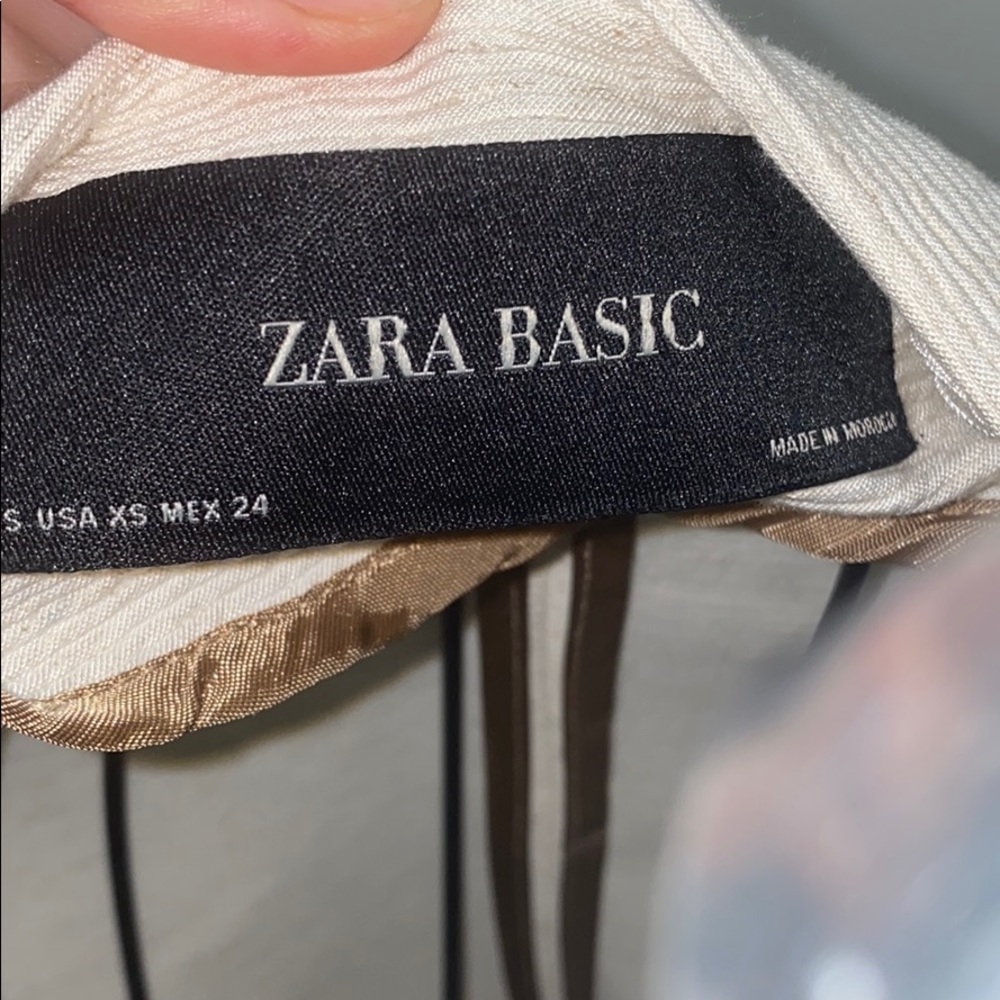 ZARA BASIC
MADE IN MOROCCO
S USA XS MEX 24